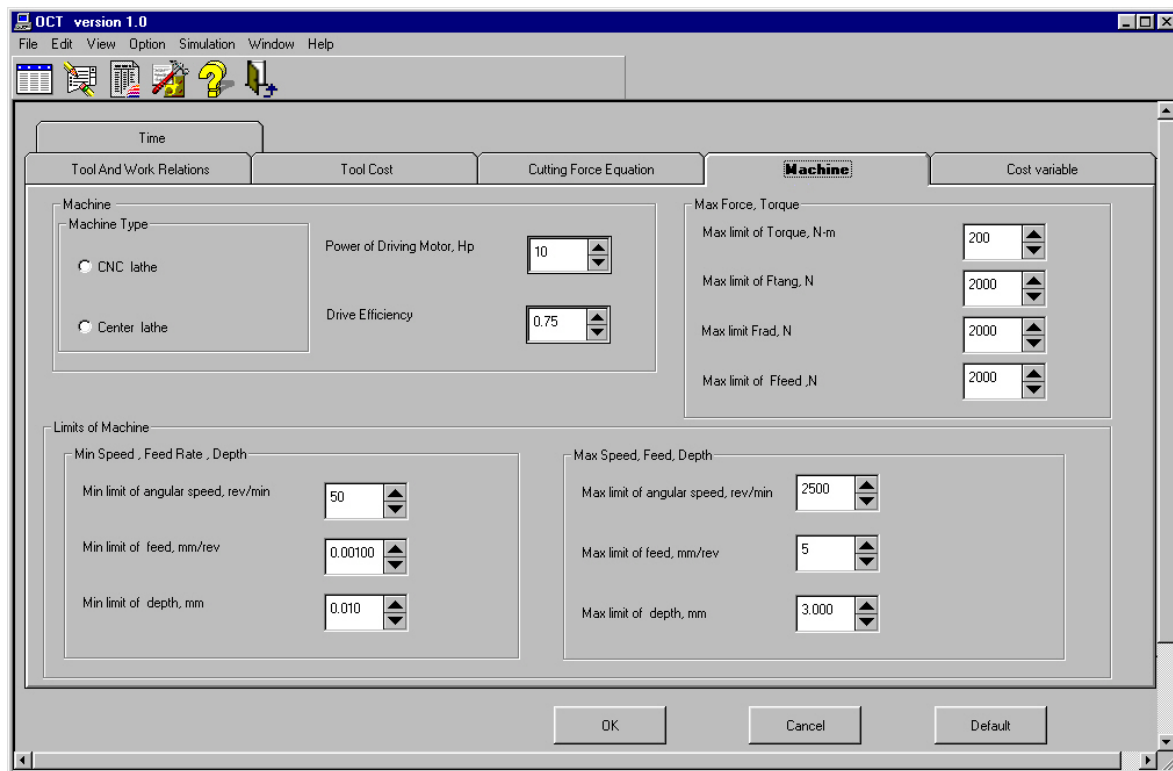 OCT version 1.0
File Edit View Option Simulation Window Help
Time
Tool And Work Relations
Tool Cost
Cutting Force Equation
Machine
Cost variable
Machine
Machine Type
CNC lathe
Center lathe
Power of Driving Motor, Hp
10
Drive Efficiency
0.75
Max Force, Torque
Max limit of Torque, N-m
200
Max limit of Ftang, N
2000
Max limit Frad, N
2000
Max limit of Ffeed ,N
2000
Limits of Machine
Min Speed , Feed Rate , Depth
Min limit of angular speed, rev/min
50
Min limit of feed, mm/rev
0.00100
Min limit of depth, mm
0.010
Max Speed, Feed, Depth
Max limit of angular speed, rev/min
2500
Max limit of feed, mm/rev
5
Max limit of depth, mm
3.000
OK
Cancel
Default